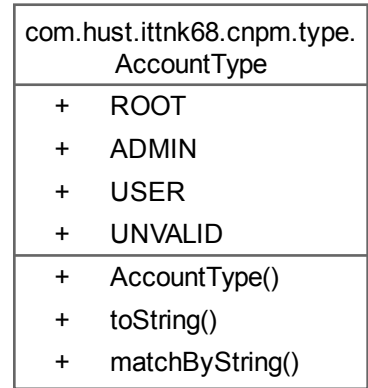 com.hust.ittnk68.cnpm.type.
AccountType
+ ROOT
+ ADMIN
+ USER
+ UNVALID
+ AccountType()
+ toString()
+ matchByString()